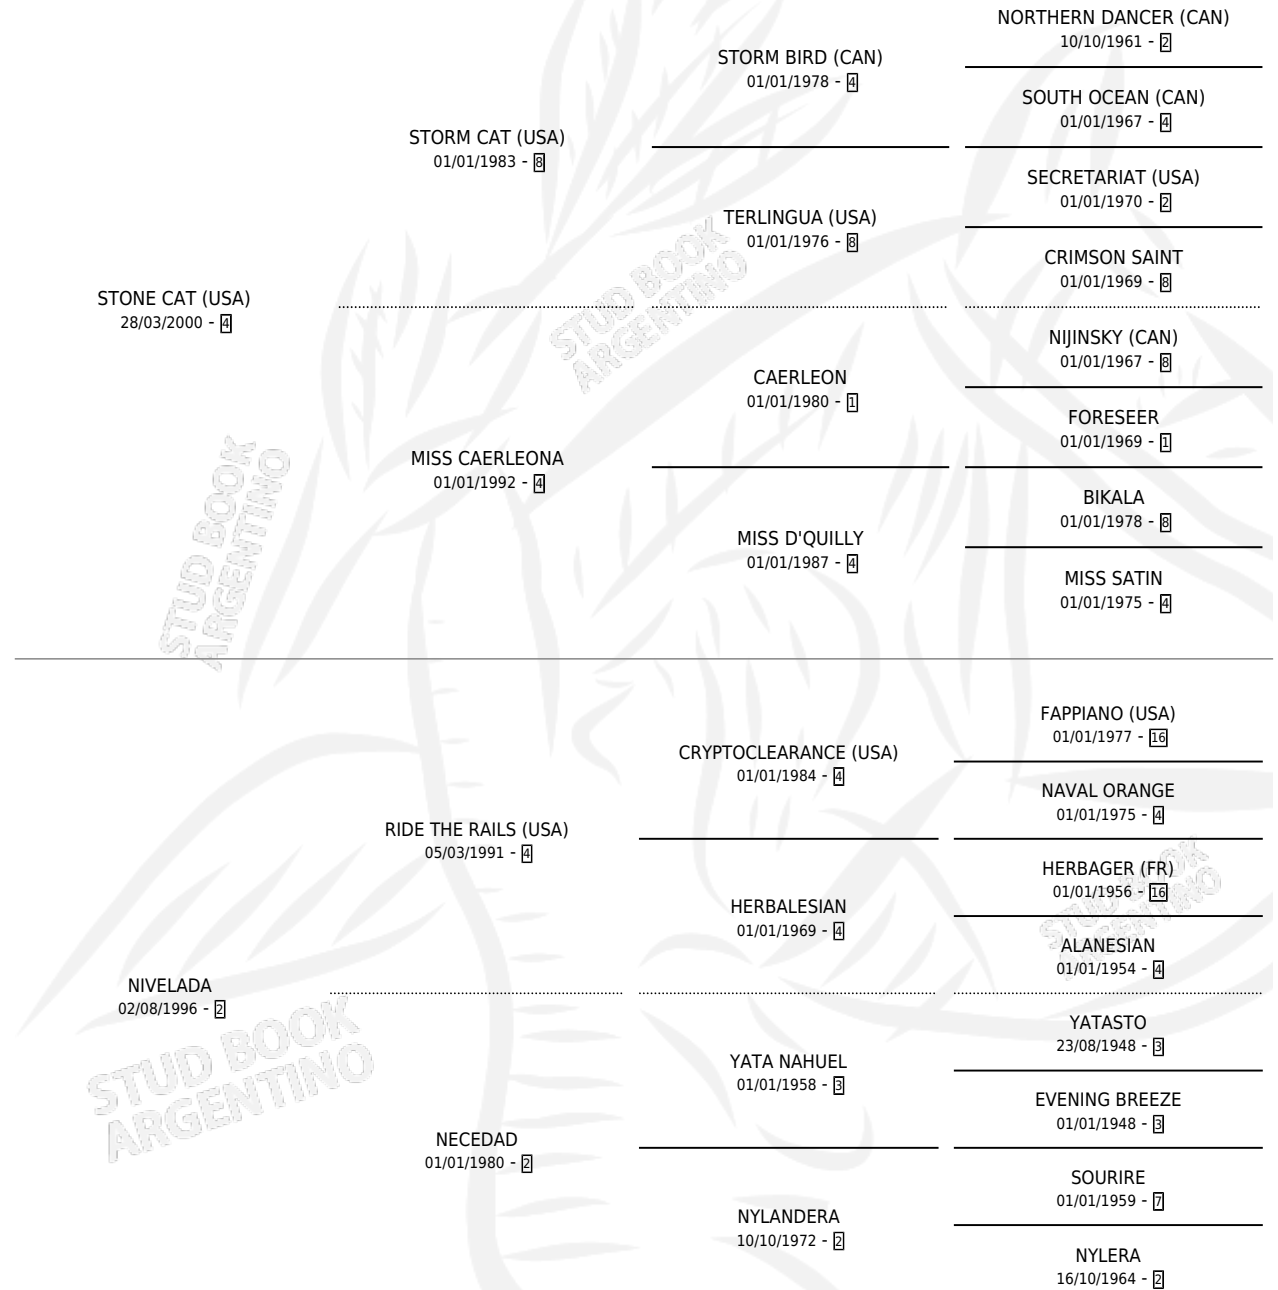 NORTHERN DANCER (CAN)
10/10/1961 - 2
STORM BIRD (CAN)
01/01/1978 - 4
SOUTH OCEAN (CAN)
01/01/1967 - 4
STORM CAT (USA)
01/01/1983 - 8
SECRETARIAT (USA)
01/01/1970 - 2
TERLINGUA (USA)
01/01/1976 - 8
CRIMSON SAINT
01/01/1969 - 8
STONE CAT (USA)
28/03/2000 - 4
STUD BOOK
ARGENTINO
NIJINSKY (CAN)
01/01/1967 - 8
CAERLEON
01/01/1980 - 1
FORESEER
01/01/1969 - 1
MISS CAERLEONA
01/01/1992 - 4
BIKALA
01/01/1978 - 8
MISS D'QUILLY
01/01/1987 - 4
MISS SATIN
01/01/1975 - 4
STUD BOOK
ARGENTINO
FAPPIANO (USA)
01/01/1977 - 16
CRYPTOCLEARANCE (USA)
01/01/1984 - 4
NAVAL ORANGE
01/01/1975 - 4
RIDE THE RAILS (USA)
05/03/1991 - 4
HERBAGER (FR)
01/01/1956 - 16
HERBALESIAN
01/01/1969 - 4
STUD BOOK
ARGENTINO
ALANESIAN
01/01/1954 - 4
NIVELADA
02/08/1996 - 2
YATASTO
23/08/1948 - 3
YATA NAHUEL
01/01/1958 - 3
STUD BOOK
ARGENTINO
EVENING BREEZE
01/01/1948 - 3
NECEDAD
01/01/1980 - 2
SOURIRE
01/01/1959 - 7
NYLANDERA
10/10/1972 - 2
NYLERA
16/10/1964 - 2